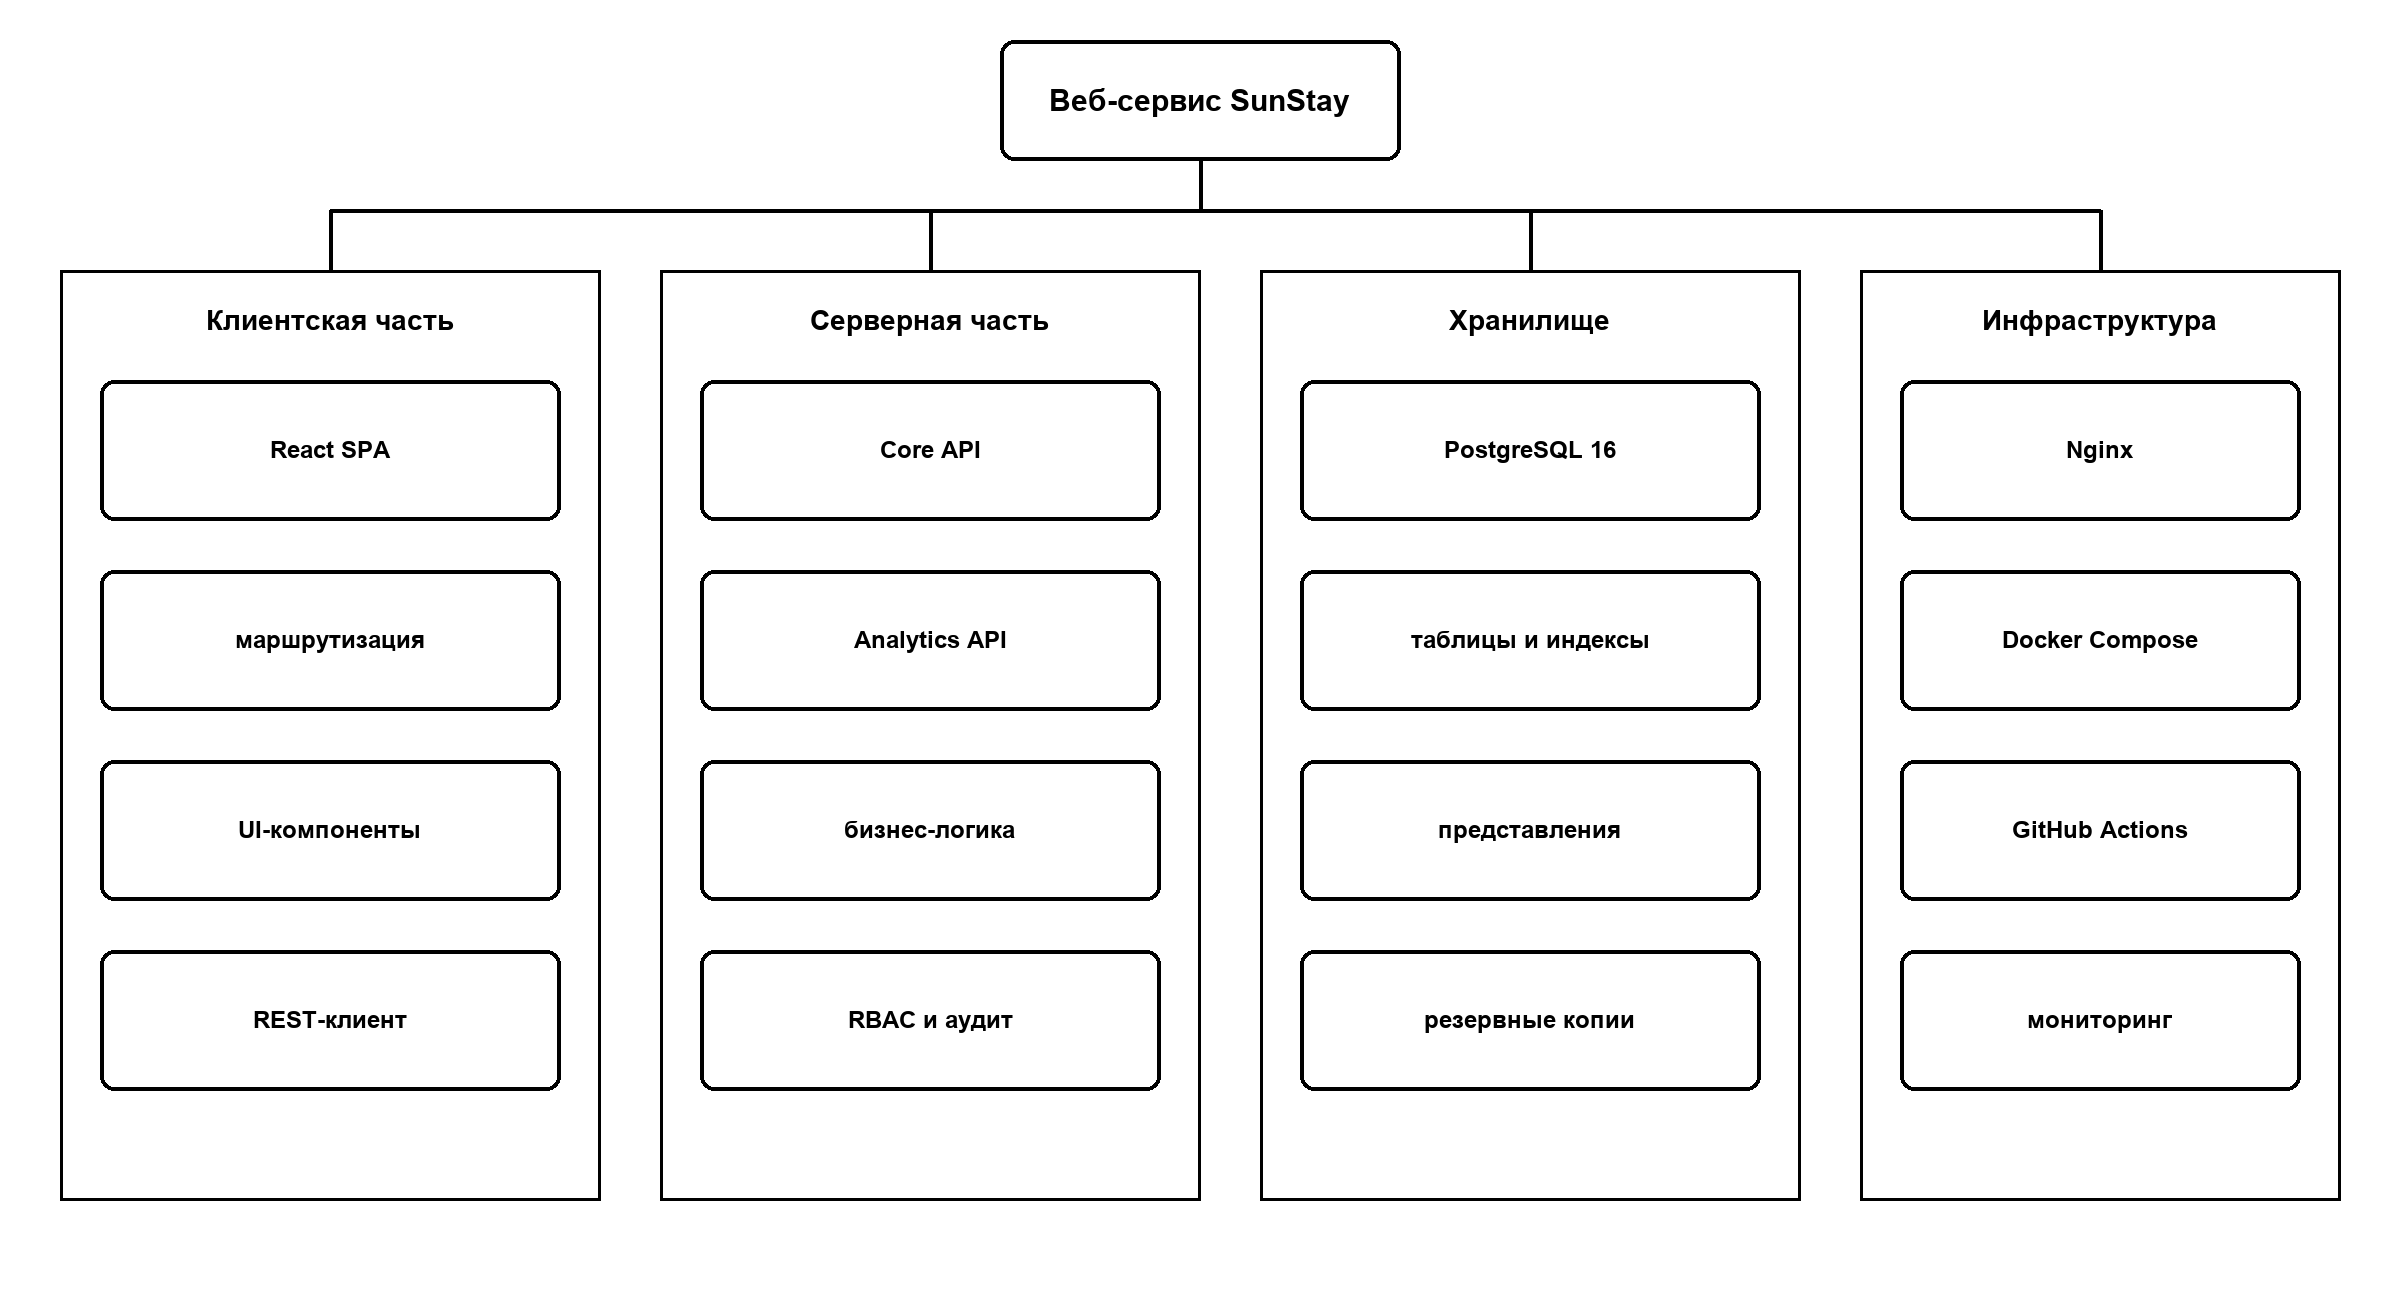 Веб-сервис SunStay
Клиентская часть
React SPA
маршрутизация
UI-компоненты
REST-клиент
Серверная часть
Core API
Analytics API
бизнес-логика
RBAC и аудит
Хранилище
PostgreSQL 16
таблицы и индексы
представления
резервные копии
Инфраструктура
Nginx
Docker Compose
GitHub Actions
мониторинг